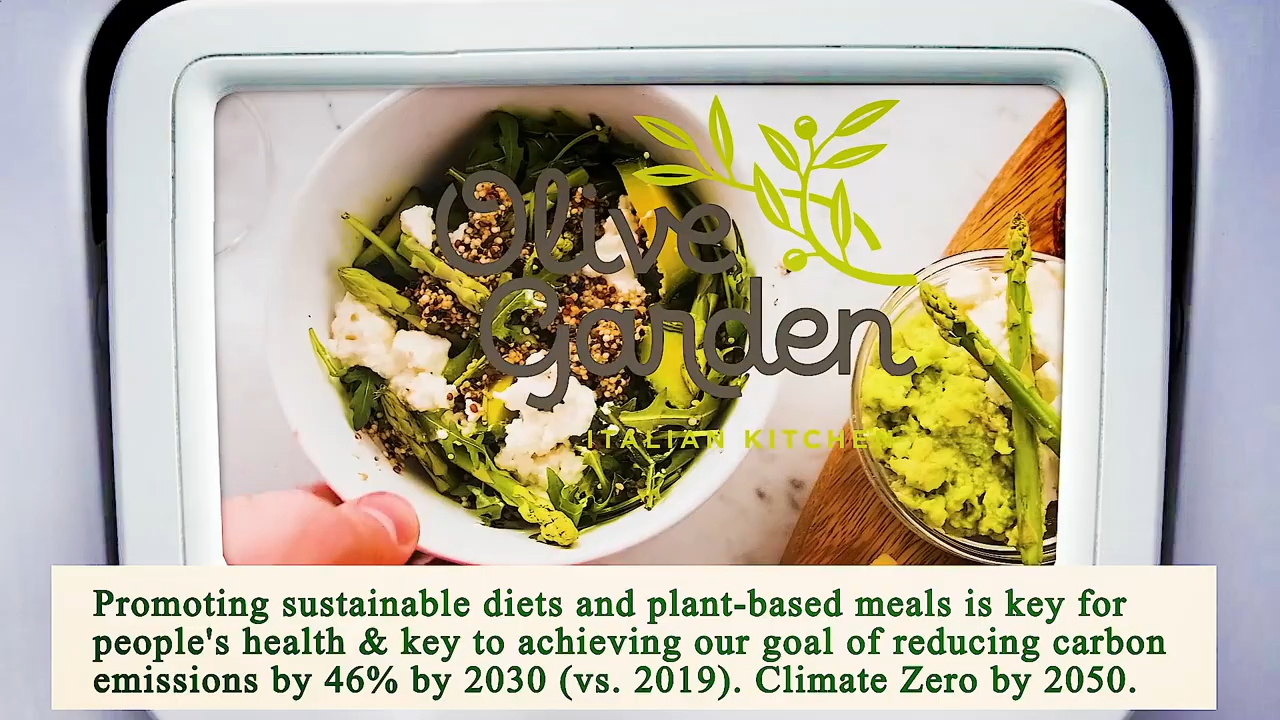 Olive
Garden
ITALIAN KITCHEN
Promoting sustainable diets and plant-based meals is key for
people's health & key to achieving our goal of reducing carbon
emissions by 46% by 2030 (vs. 2019). Climate Zero by 2050.